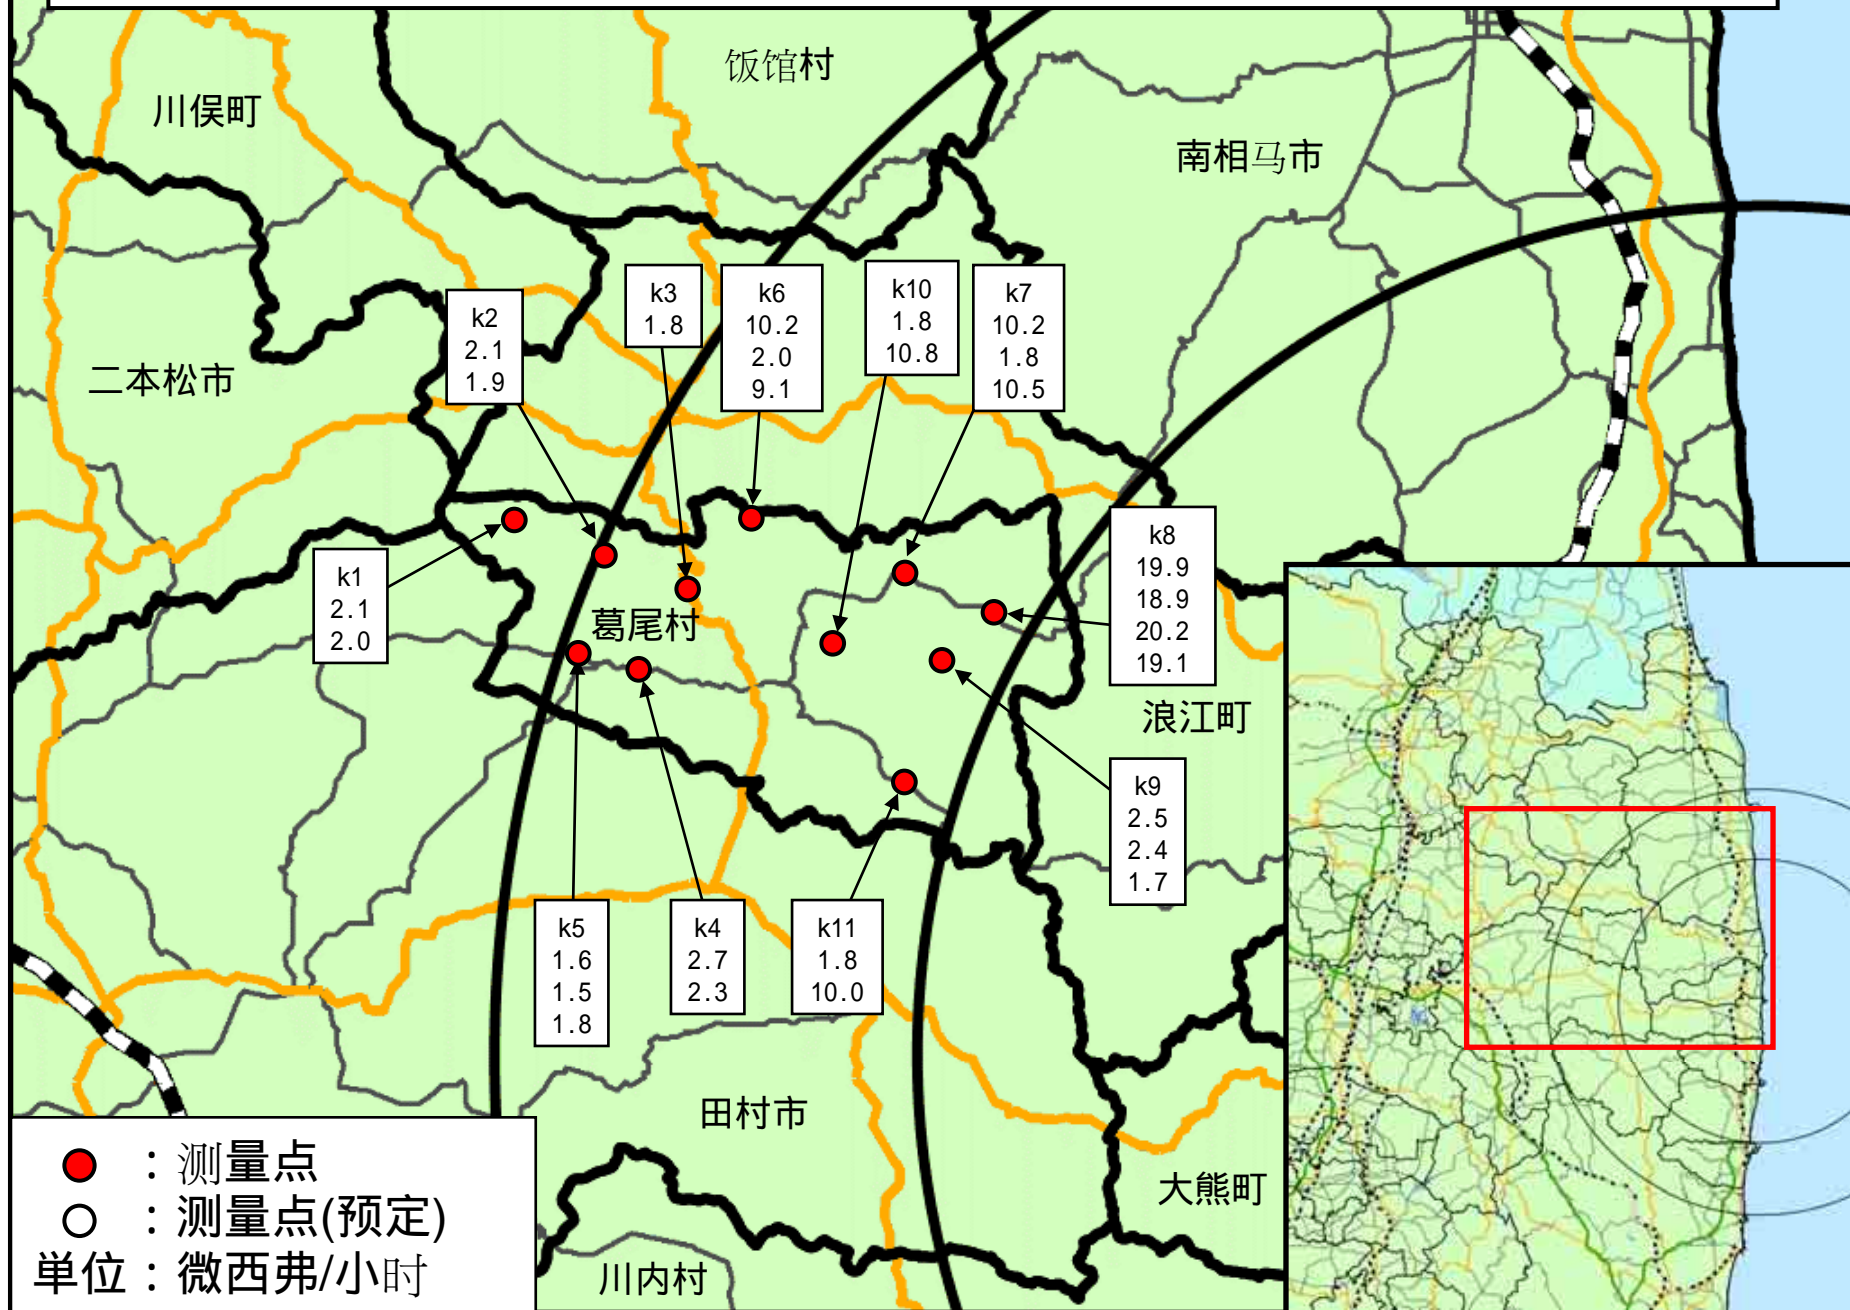 饭馆村
川俣町
南相马市
二本松市
k2
2.1
1.9
k3
1.8
k6
10.2
2.0
9.1
k10
1.8
10.8
k7
10.2
1.8
10.5
k1
2.1
2.0
葛尾村
k8
19.9
18.9
20.2
19.1
浪江町
k9
2.5
2.4
1.7
k5
1.6
1.5
1.8
k4
2.7
2.3
k11
1.8
10.0
田村市
大熊町
川内村
：测量点
：测量点(预定)
単位：微西弗/小时